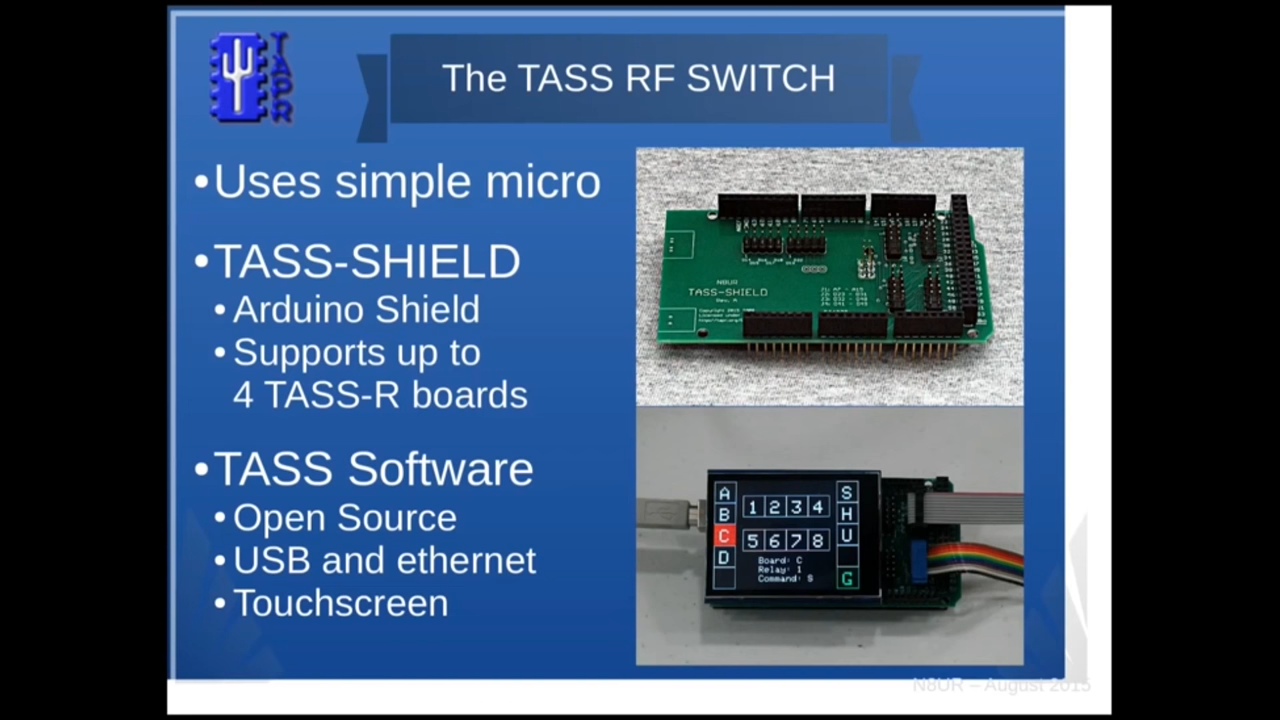 TAPR
The TASS RF SWITCH
•Uses simple micro
•TASS-SHIELD
•Arduino Shield
•Supports up to
4 TASS-R boards
•TASS Software
•Open Source
•USB and ethernet
•Touchscreen
N8UR
TASS-SHIELD
Rev. A
A
B
C
D
1 2 3 4
5 6 7 8
Board: C
Relay: 1
Command: S
S
H
U
G
N8UR – August 2015